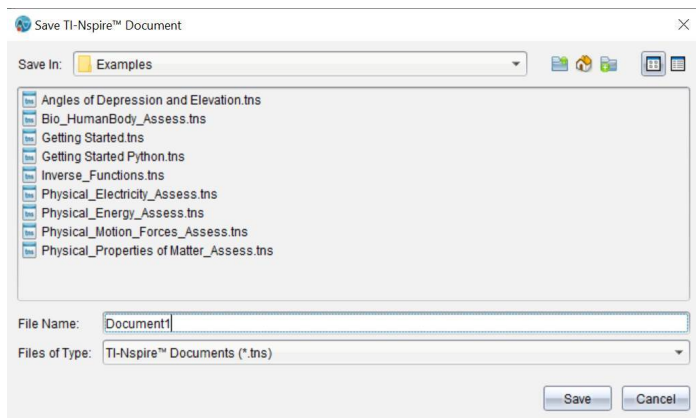 Save TI-Nspire™ Document
Save In: Examples
Angles of Depression and Elevation.tns
Bio_HumanBody_Assess.tns
Getting Started.tns
Getting Started Python.tns
Inverse_Functions.tns
Physical_Electricity_Assess.tns
Physical_Energy_Assess.tns
Physical_Motion_Forces_Assess.tns
Physical_Properties of Matter_Assess.tns
File Name: Document1
Files of Type: TI-Nspire™ Documents (*.tns)
Save Cancel